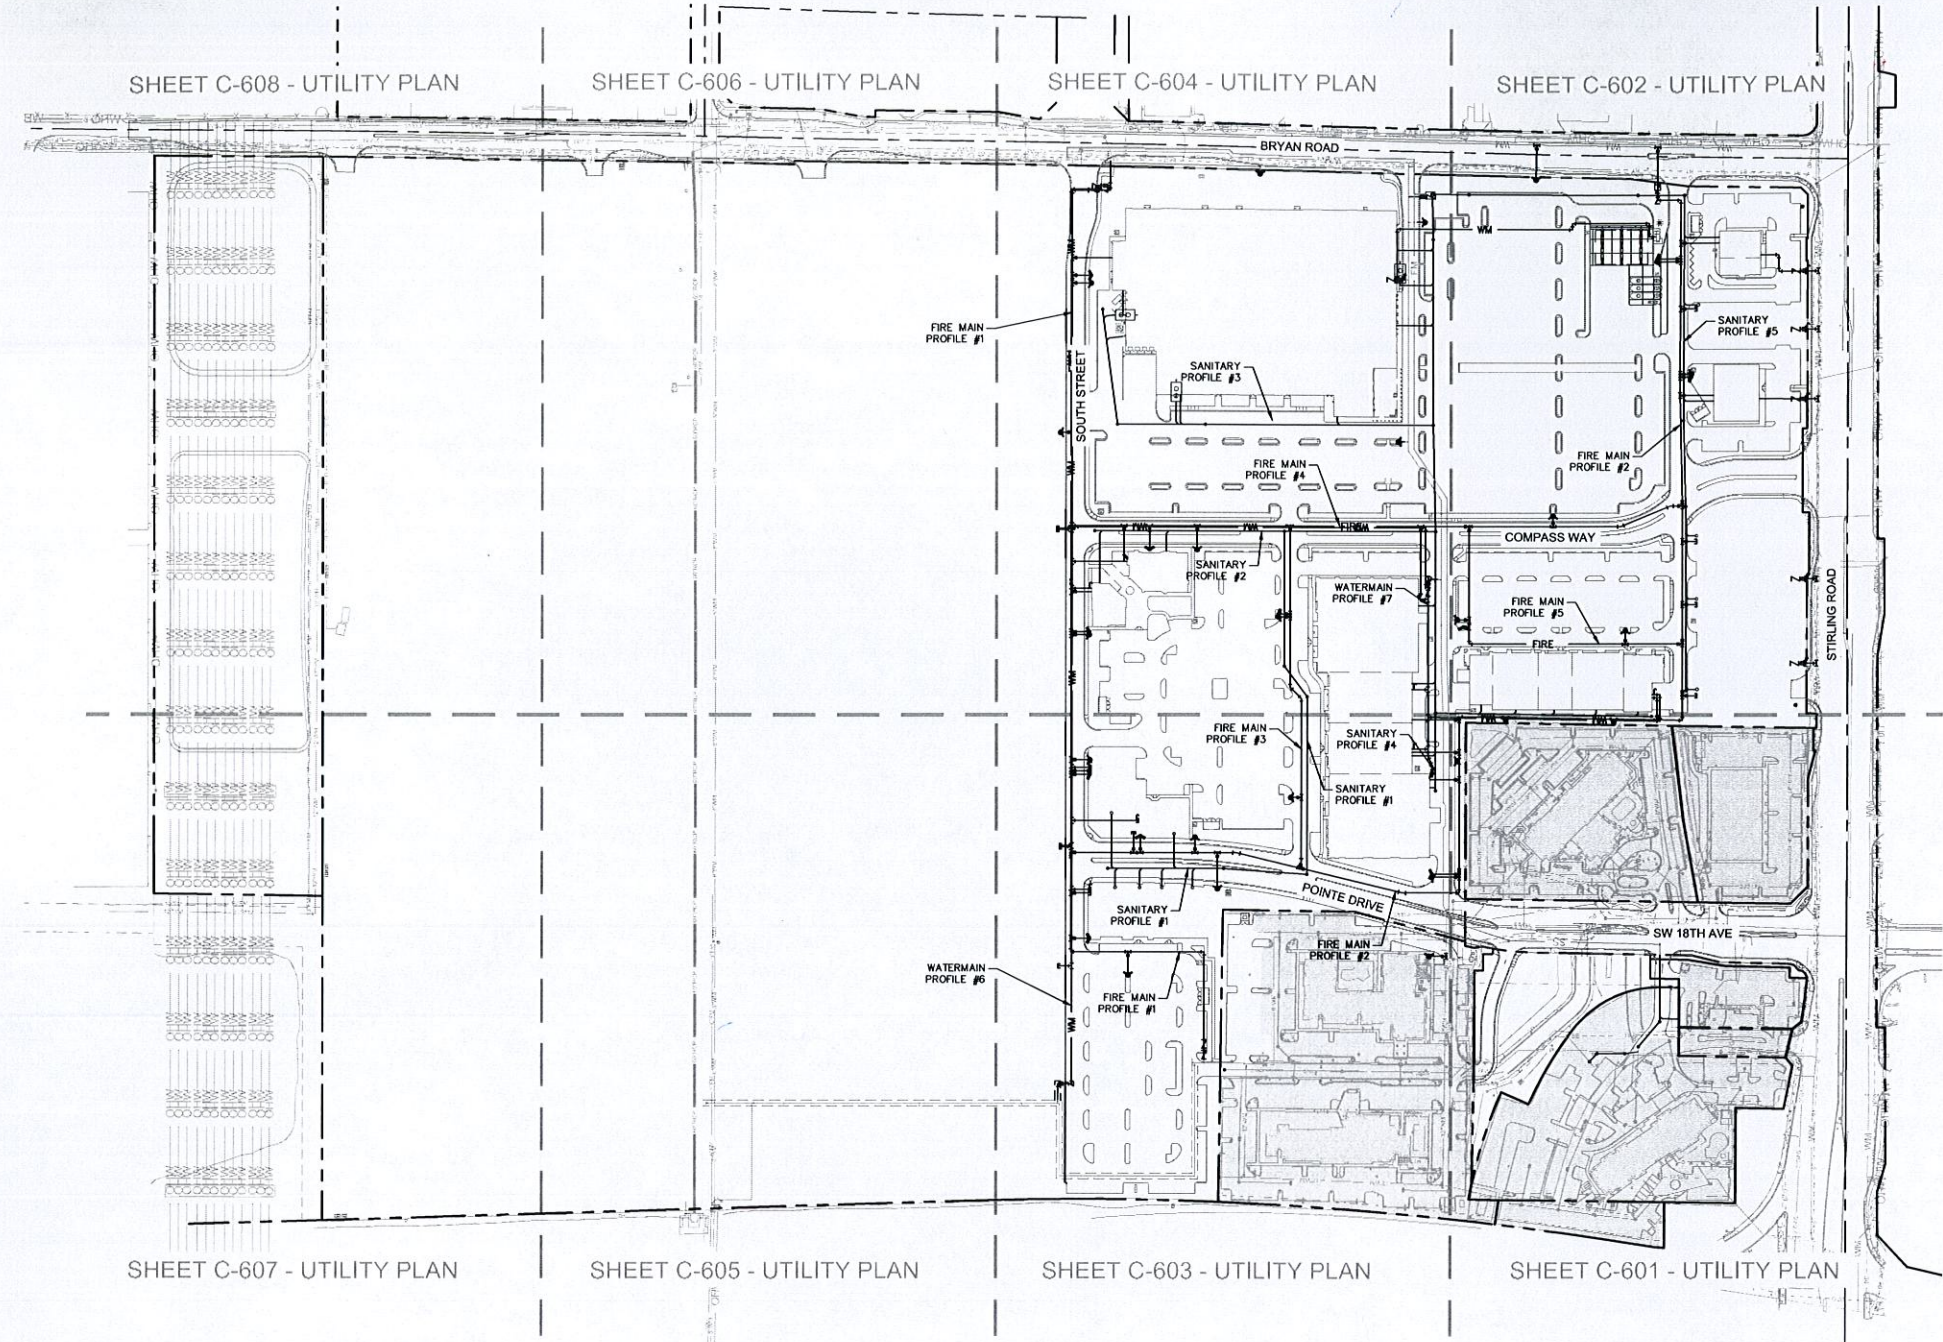 SHEET C-608 - UTILITY PLAN
SHEET C-606 - UTILITY PLAN
SHEET C-604 - UTILITY PLAN
SHEET C-602 - UTILITY PLAN
BRYAN ROAD
FIRE MAIN
PROFILE #1
SOUTH STREET
SANITARY
PROFILE #3
SANITARY
PROFILE #5
FIRE MAIN
PROFILE #4
FIRE MAIN
PROFILE #2
WM
WM
WM
COMPASS WAY
SANITARY
PROFILE #2
WATERMAIN
PROFILE #7
FIRE MAIN
PROFILE #5
FIRE
STIRLING ROAD
WM
FIRE MAIN
PROFILE #3
SANITARY
PROFILE #4
SANITARY
PROFILE #1
POINTE DRIVE
SANITARY
PROFILE #1
SW 18TH AVE
FIRE MAIN
PROFILE #2
WATERMAIN
PROFILE #6
FIRE MAIN
PROFILE #1
WM
SHEET C-607 - UTILITY PLAN
SHEET C-605 - UTILITY PLAN
SHEET C-603 - UTILITY PLAN
SHEET C-601 - UTILITY PLAN